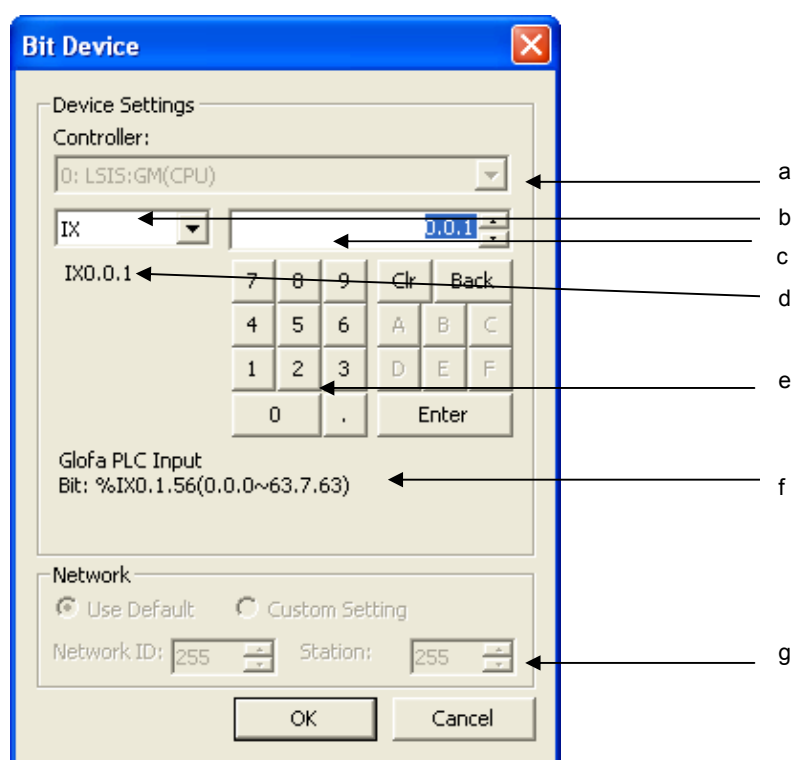 Bit Device
Device Settings
Controller:
0: LSIS:GM(CPU)
a
IX 0.0.1
b
c
IX0.0.1
d
7 8 9 Clr Back
4 5 6 A B C
1 2 3 D E F
e
0 . Enter
Glofa PLC Input
Bit: %IX0.1.56(0.0.0~63.7.63)
f
Network
Use Default Custom Setting
Network ID: 255 Station: 255
g
OK Cancel